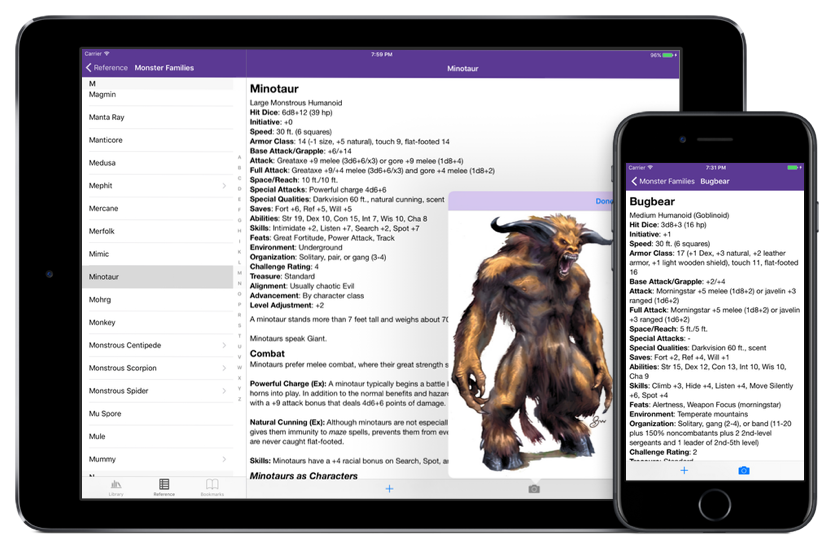 Carrier
7:59 PM
96%
Reference
Monster Families
Minotaur
M
Magmin
Manta Ray
Manticore
Medusa
Mephit
Mercane
Merfolk
Mimic
Minotaur
Mohrg
Monkey
Monstrous Centipede
Monstrous Scorpion
Monstrous Spider
Mu Spore
Mule
Mummy
Library
Reference
Bookmarks
Minotaur
Large Monstrous Humanoid
Hit Dice: 6d8+12 (39 hp)
Initiative: +0
Speed: 30 ft. (6 squares)
Armor Class: 14 (-1 size, +5 natural), touch 9, flat-footed 14
Base Attack/Grapple: +6/+14
Attack: Greataxe +9 melee (3d6+6/x3) or gore +9 melee (1d8+4)
Full Attack: Greataxe +9/+4 melee (3d6+6/x3) and gore +4 melee (1d8+2)
Space/Reach: 10 ft./10 ft.
Special Attacks: Powerful charge 4d6+6
Special Qualities: Darkvision 60 ft., natural cunning, scent
Saves: Fort +6, Ref +5, Will +5
Abilities: Str 19, Dex 10, Con 15, Int 7, Wis 10, Cha 8
Skills: Intimidate +2, Listen +7, Search +2, Spot +7
Feats: Great Fortitude, Power Attack, Track
Environment: Underground
Organization: Solitary, pair, or gang (3-4)
Challenge Rating: 4
Treasure: Standard
Alignment: Usually chaotic Evil
Advancement: By character class
Level Adjustment: +2
A minotaur stands more than 7 feet tall and weighs about 70
Minotaurs speak Giant.
Combat
Minotaurs prefer melee combat, where their great strength s
Powerful Charge (Ex): A minotaur typically begins a battle
horns into play. In addition to the normal benefits and hazar
with a +9 attack bonus that deals 4d6+6 points of damage.
Natural Cunning (Ex): Although minotaurs are not especiall
gives them immunity to maze spells, prevents them from eve
are never caught flat-footed.
Skills: Minotaurs have a +4 racial bonus on Search, Spot,
Minotaurs as Characters
Done
Carrier
7:31 PM
Monster Families
Bugbear
Bugbear
Medium Humanoid (Goblinoid)
Hit Dice: 3d8+3 (16 hp)
Initiative: +1
Speed: 30 ft. (6 squares)
Armor Class: 17 (+1 Dex, +3 natural, +2 leather
armor, +1 light wooden shield), touch 11, flat-footed
16
Base Attack/Grapple: +2/+4
Attack: Morningstar +5 melee (1d8+2) or javelin +3
ranged (1d6+2)
Full Attack: Morningstar +5 melee (1d8+2) or javelin
+3 ranged (1d6+2)
Space/Reach: 5 ft./5 ft.
Special Attacks: -
Special Qualities: Darkvision 60 ft., scent
Saves: Fort +2, Ref +4, Will +1
Abilities: Str 15, Dex 12, Con 13, Int 10, Wis 10,
Cha 9
Skills: Climb +3, Hide +4, Listen +4, Move Silently
+6, Spot +4
Feats: Alertness, Weapon Focus (morningstar)
Environment: Temperate mountains
Organization: Solitary, gang (2-4), or band (11-20
plus 150% noncombatants plus 2 2nd-level
sergeants and 1 leader of 2nd-5th level)
Challenge Rating: 2
Treasure: Standard